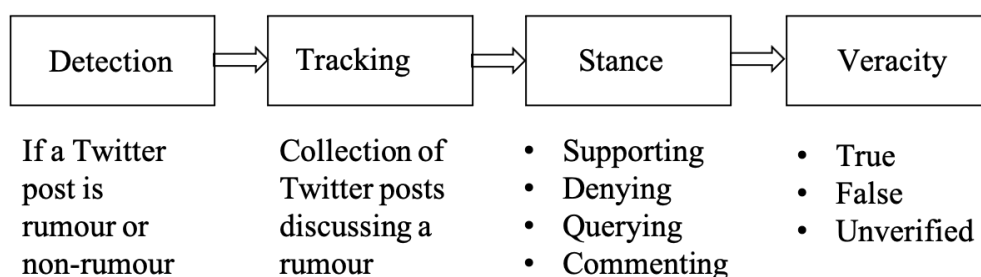 Detection
Tracking
Stance
Veracity
If a Twitter
post is
rumour or
non-rumour
Collection of
Twitter posts
discussing a
rumour
• Supporting
• Denying
• Querying
• Commenting
• True
• False
• Unverified